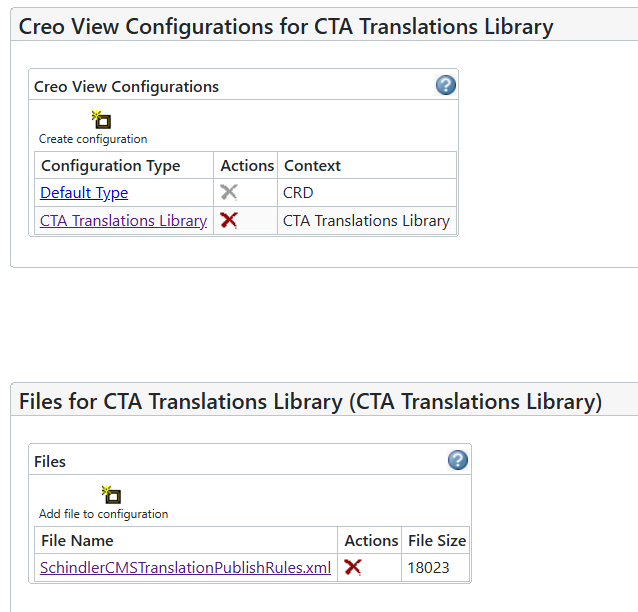 Creo View Configurations for CTA Translations Library
Creo View Configurations
?
Create configuration
Configuration Type Actions Context
Default Type CRD
CTA Translations Library CTA Translations Library
Files for CTA Translations Library (CTA Translations Library)
Files
?
Add file to configuration
File Name Actions File Size
SchindlerCMSTranslationPublishRules.xml 18023